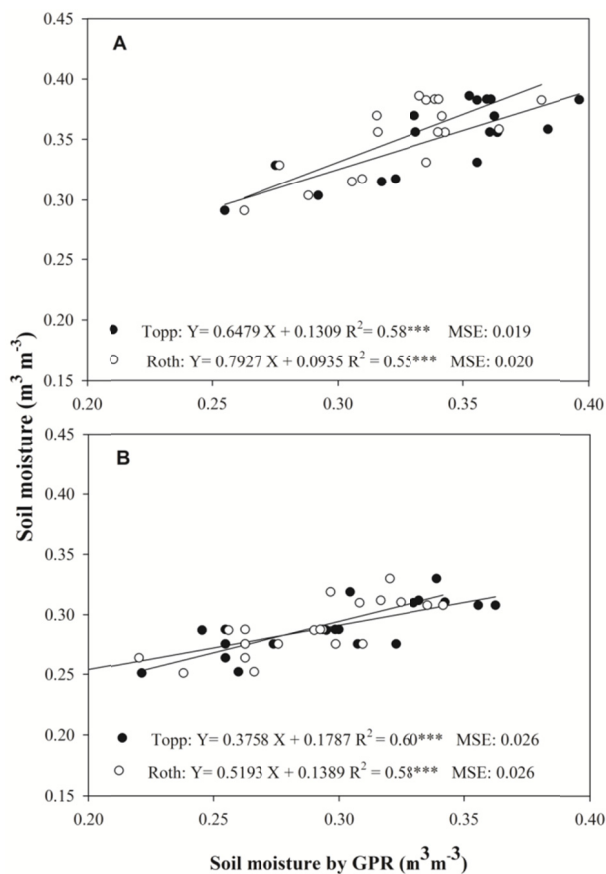 A
0.45
0.40
0.35
0.30
0.25
0.20
0.15
Topp: Y= 0.6479 X + 0.1309 R² = 0.58*** MSE: 0.019
Roth: Y= 0.7927 X + 0.0935 R² = 0.55*** MSE: 0.020
0.20 0.25 0.30 0.35 0.40
Soil moisture (m³ m⁻³)
B
0.45
0.40
0.35
0.30
0.25
0.20
0.15
Topp: Y= 0.3758 X + 0.1787 R² = 0.60*** MSE: 0.026
Roth: Y= 0.5193 X + 0.1389 R² = 0.58*** MSE: 0.026
0.20 0.25 0.30 0.35 0.40
Soil moisture by GPR (m³m⁻³)